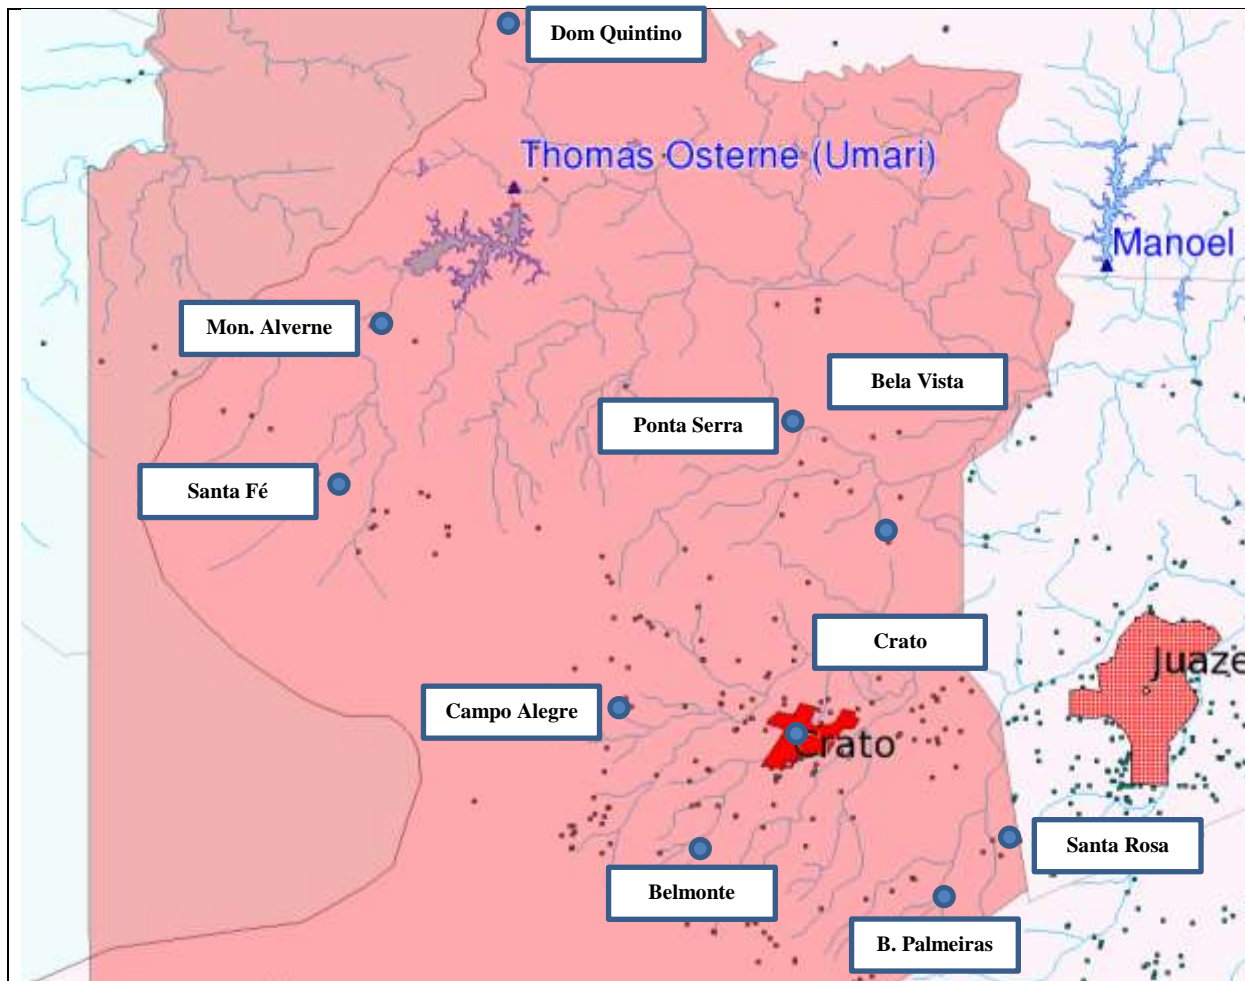 Dom Quintino
Thomas Osterne (Umari)
Manoel
Mon. Alverne
Bela Vista
Ponta Serra
Santa Fé
Crato
Juaze
Campo Alegre
Crato
Santa Rosa
Belmonte
B. Palmeiras